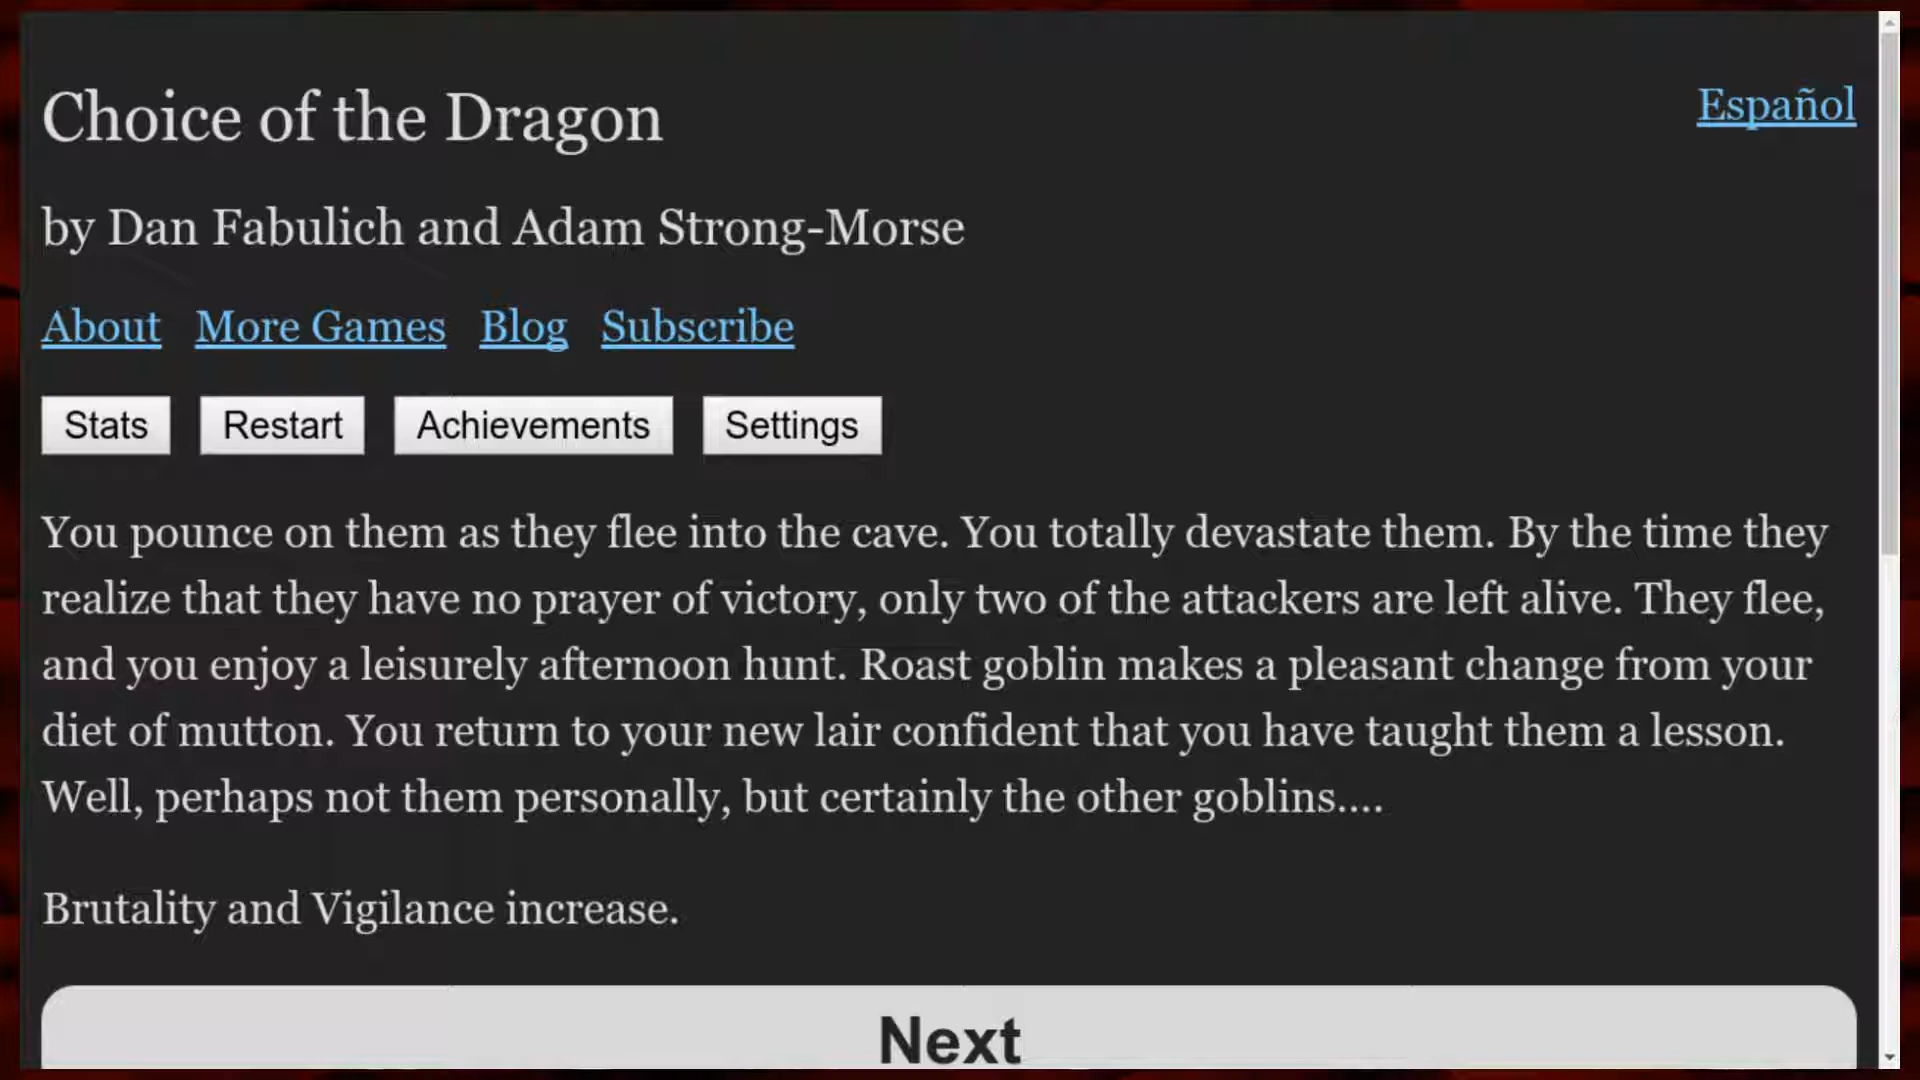 Choice of the Dragon
Español
by Dan Fabulich and Adam Strong-Morse
About More Games Blog Subscribe
Stats Restart Achievements Settings
You pounce on them as they flee into the cave. You totally devastate them. By the time they
realize that they have no prayer of victory, only two of the attackers are left alive. They flee,
and you enjoy a leisurely afternoon hunt. Roast goblin makes a pleasant change from your
diet of mutton. You return to your new lair confident that you have taught them a lesson.
Well, perhaps not them personally, but certainly the other goblins....
Brutality and Vigilance increase.
Next